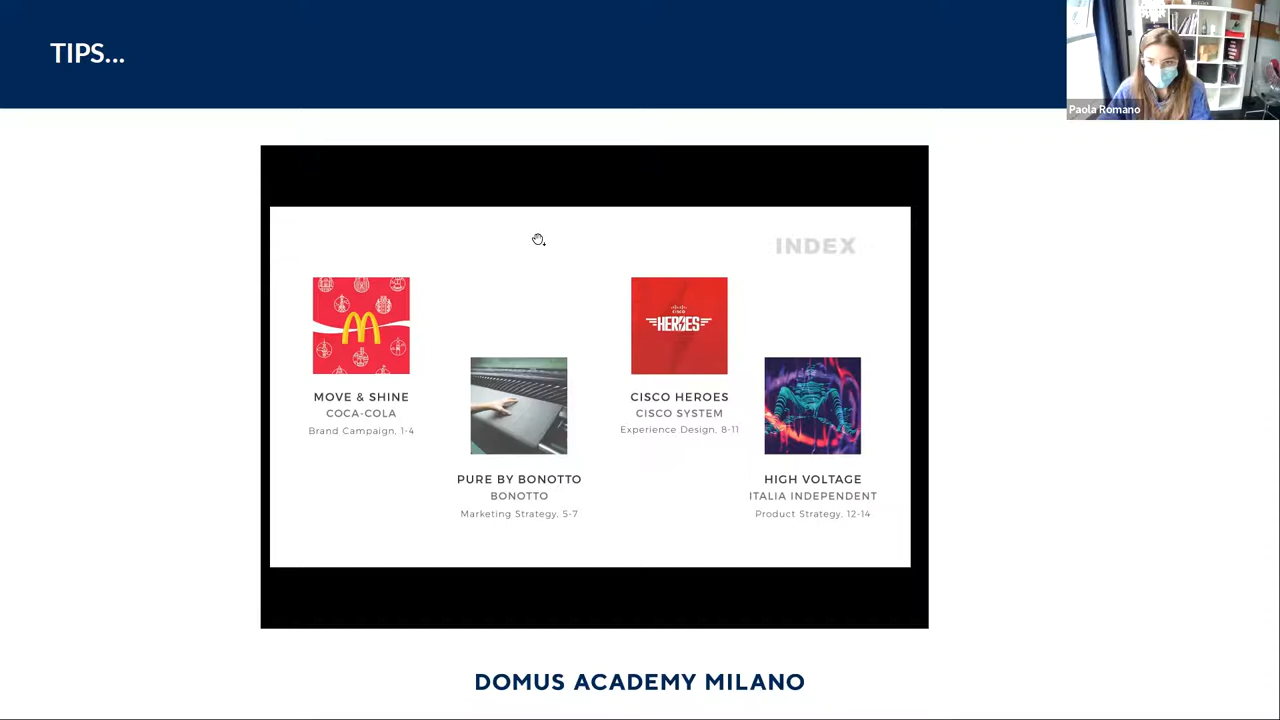 TIPS...
Paola Romano
INDEX
MOVE & SHINE
COCA-COLA
Brand Campaign, 1-4
PURE BY BONOTTO
BONOTTO
Marketing Strategy, 5-7
CISCO
HEROES
CISCO HEROES
CISCO SYSTEM
Experience Design, 8-11
HIGH VOLTAGE
ITALIA INDEPENDENT
Product Strategy, 12-14
DOMUS ACADEMY MILANO